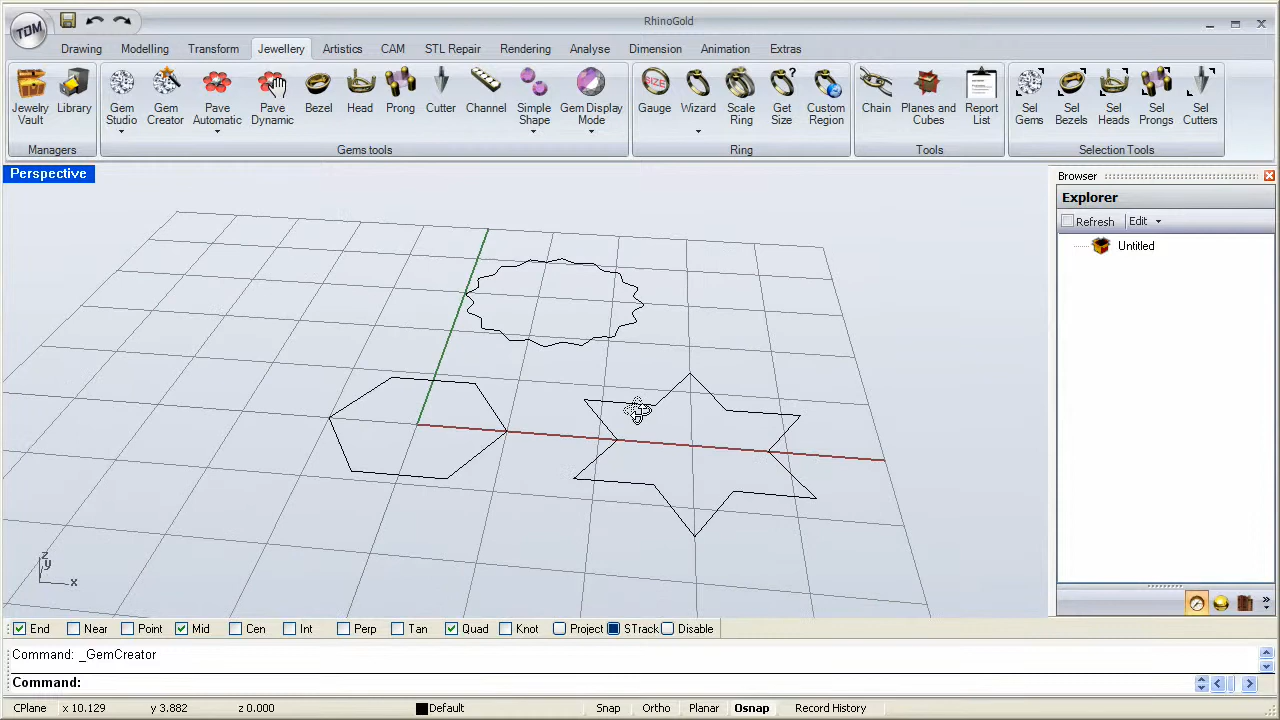 RhinoGold
TDM
Drawing Modelling Transform Jewellery Artistics CAM STL Repair Rendering Analyse Dimension Animation Extras
Jewelry Vault
Library
Gem Studio
Gem Creator
Pave Automatic
Pave Dynamic
Bezel
Head
Prong
Cutter
Channel
Simple Shape
Gem Display Mode
Gauge
Wizard
Scale Ring
Get Size
Custom Region
Chain
Planes and Cubes
Report List
Sel Gems
Sel Bezels
Sel Heads
Sel Prongs
Sel Cutters
SIZE
Managers Gems tools Ring Tools Selection Tools
Perspective
Browser
Explorer
Refresh Edit
Untitled
z
y
x
End Near Point Mid Cen Int Perp Tan Quad Knot Project STrack Disable
Command: _GemCreator
Command:
CPlane x 10.129 y 3.882 z 0.000 Default Snap Ortho Planar Osnap Record History